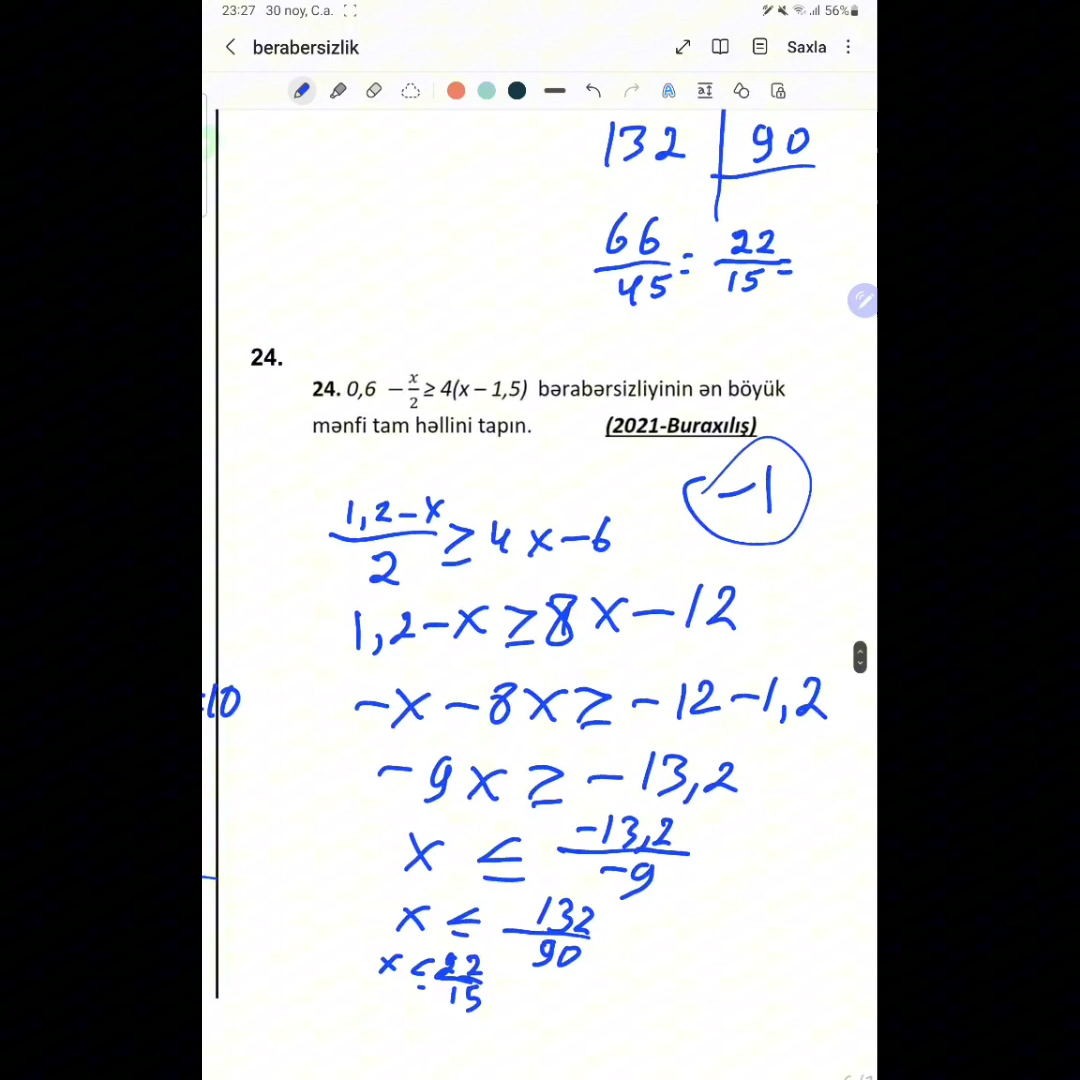 23:27 30 noy, C.a. 56%
berabersizlik Saxla
132 90
66/45 = 22/15 =
24.
24. 0,6 − x/2 ≥ 4(x − 1,5) bərabərsizliyinin ən böyük
mənfi tam həllini tapın. (2021-Buraxılış)
−1
1,2−x/2 ≥ 4x−6
1,2−x ≥ 8x−12
10
−x−8x ≥ −12−1,2
−9x ≥ −13,2
x ≤ −13,2/−9
x ≤ 132/90
x ≤ 22/15